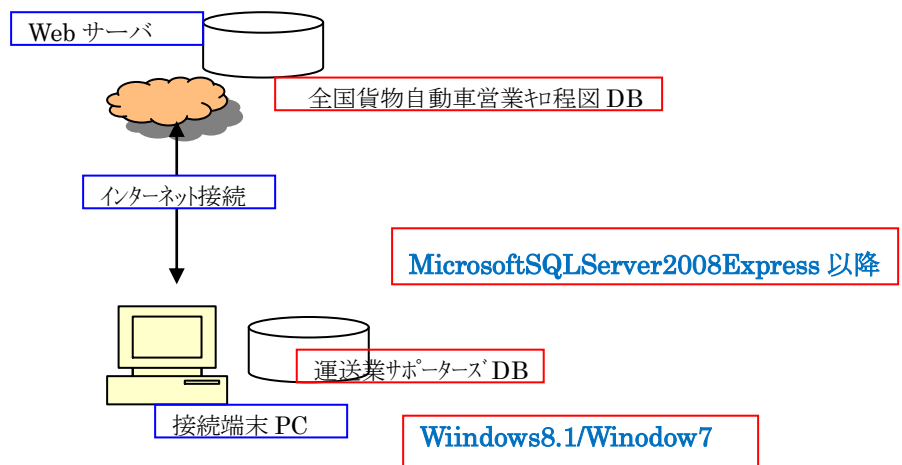 Web サーバ
全国貨物自動車営業ｷﾛ程図 DB
インターネット接続
MicrosoftSQLServer2008Express 以降
運送業サポーターズ DB
接続端末 PC
Wiindows8.1/Winodow7